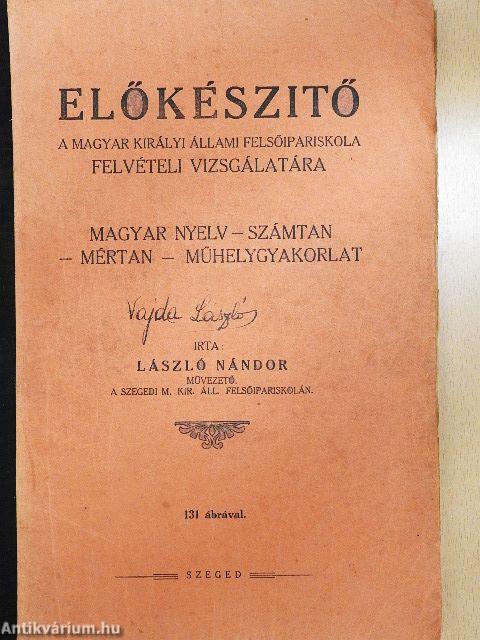 ELŐKÉSZITŐ
A MAGYAR KIRÁLYI ÁLLAMI FELSŐIPARISKOLA
FELVÉTELI VIZSGÁLATÁRA
MAGYAR NYELV – SZÁMTAN
– MÉRTAN – MŰHELYGYAKORLAT
Vajda László
IRTA:
LÁSZLÓ NÁNDOR
MŰVEZETŐ.
A SZEGEDI M. KIR. ÁLL. FELSŐIPARISKOLÁN.
131 ábrával.
SZEGED
Antikvárium.hu